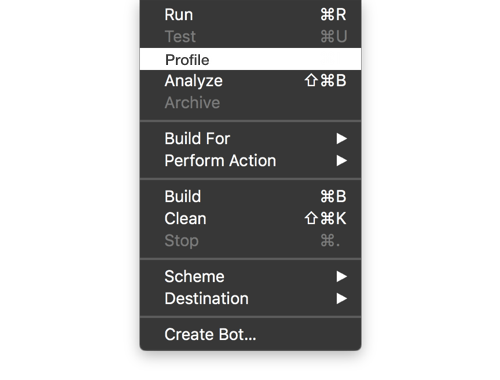 Run ⌘R
Test ⌘U
Profile
Analyze ⇧⌘B
Archive
Build For ▶
Perform Action ▶
Build ⌘B
Clean ⇧⌘K
Stop ⌘.
Scheme ▶
Destination ▶
Create Bot...